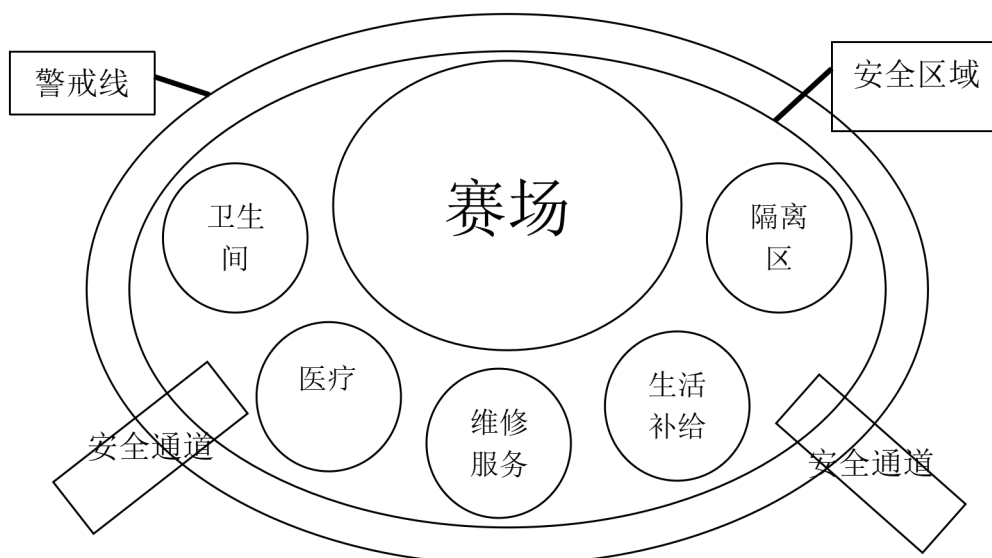 警戒线
安全区域
赛场
卫生
间
隔离
区
医疗
生活
补给
维修
服务
安全通道
安全通道